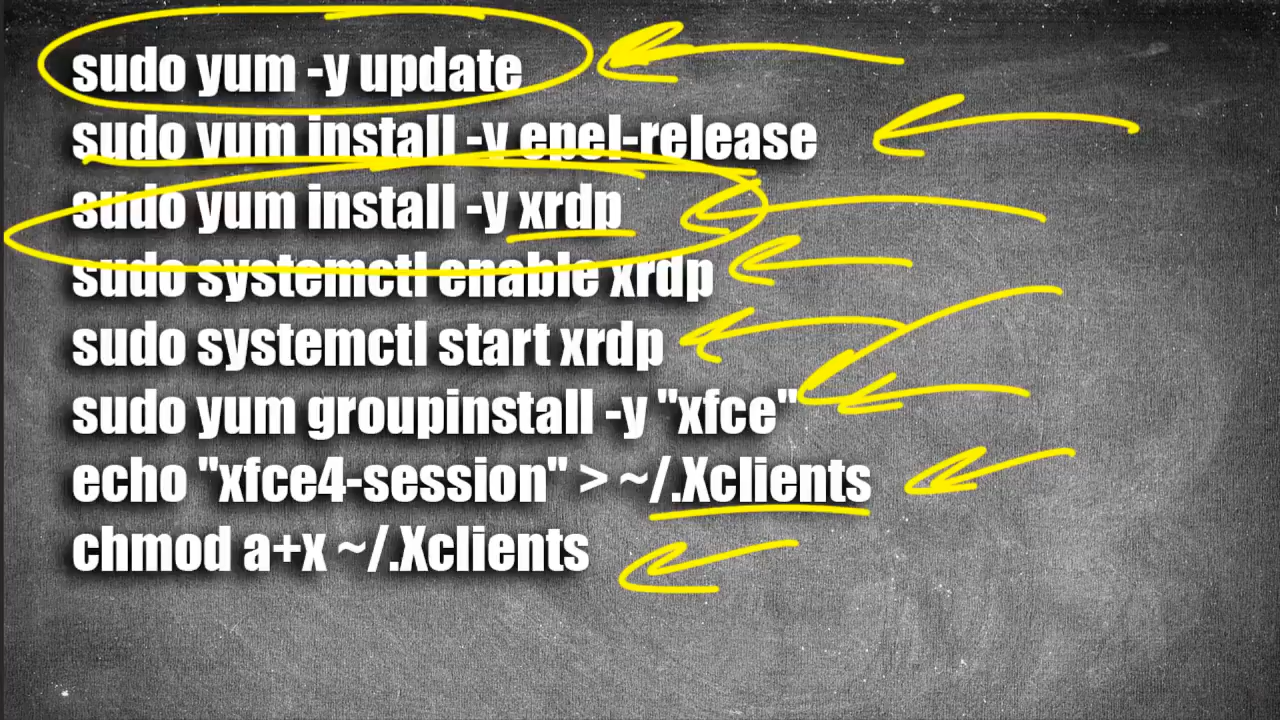 sudo yum -y update
sudo yum install -y epel-release
sudo yum install -y xrdp
sudo systemctl enable xrdp
sudo systemctl start xrdp
sudo yum groupinstall -y "xfce"
echo "xfce4-session" > ~/.Xclients
chmod a+x ~/.Xclients